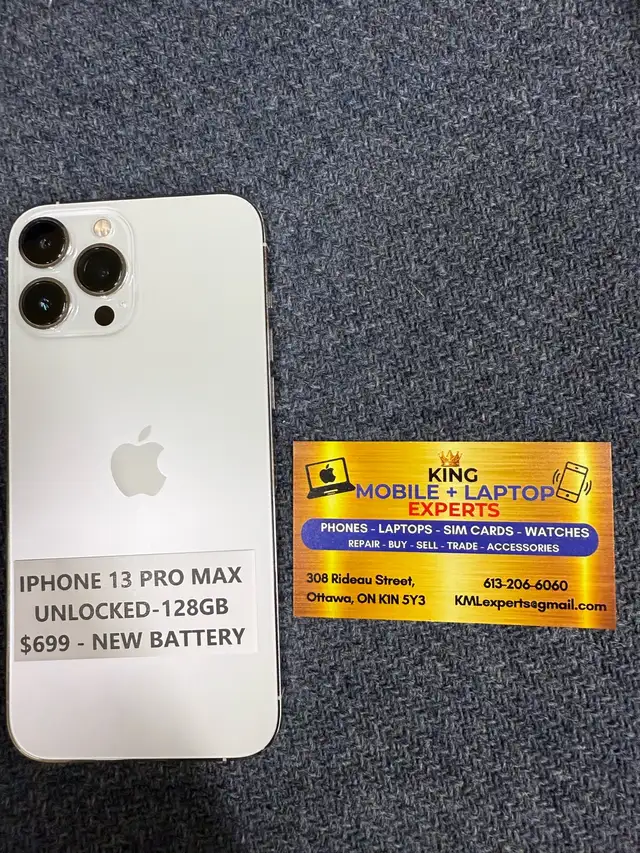 IPHONE 13 PRO MAX
UNLOCKED-128GB
$699 - NEW BATTERY
KING
MOBILE + LAPTOP
EXPERTS
PHONES - LAPTOPS - SIM CARDS - WATCHES
REPAIR - BUY - SELL - TRADE - ACCESSORIES
308 Rideau Street,
Ottawa, ON KIN 5Y3
613-206-6060
KMLexperts@gmail.com